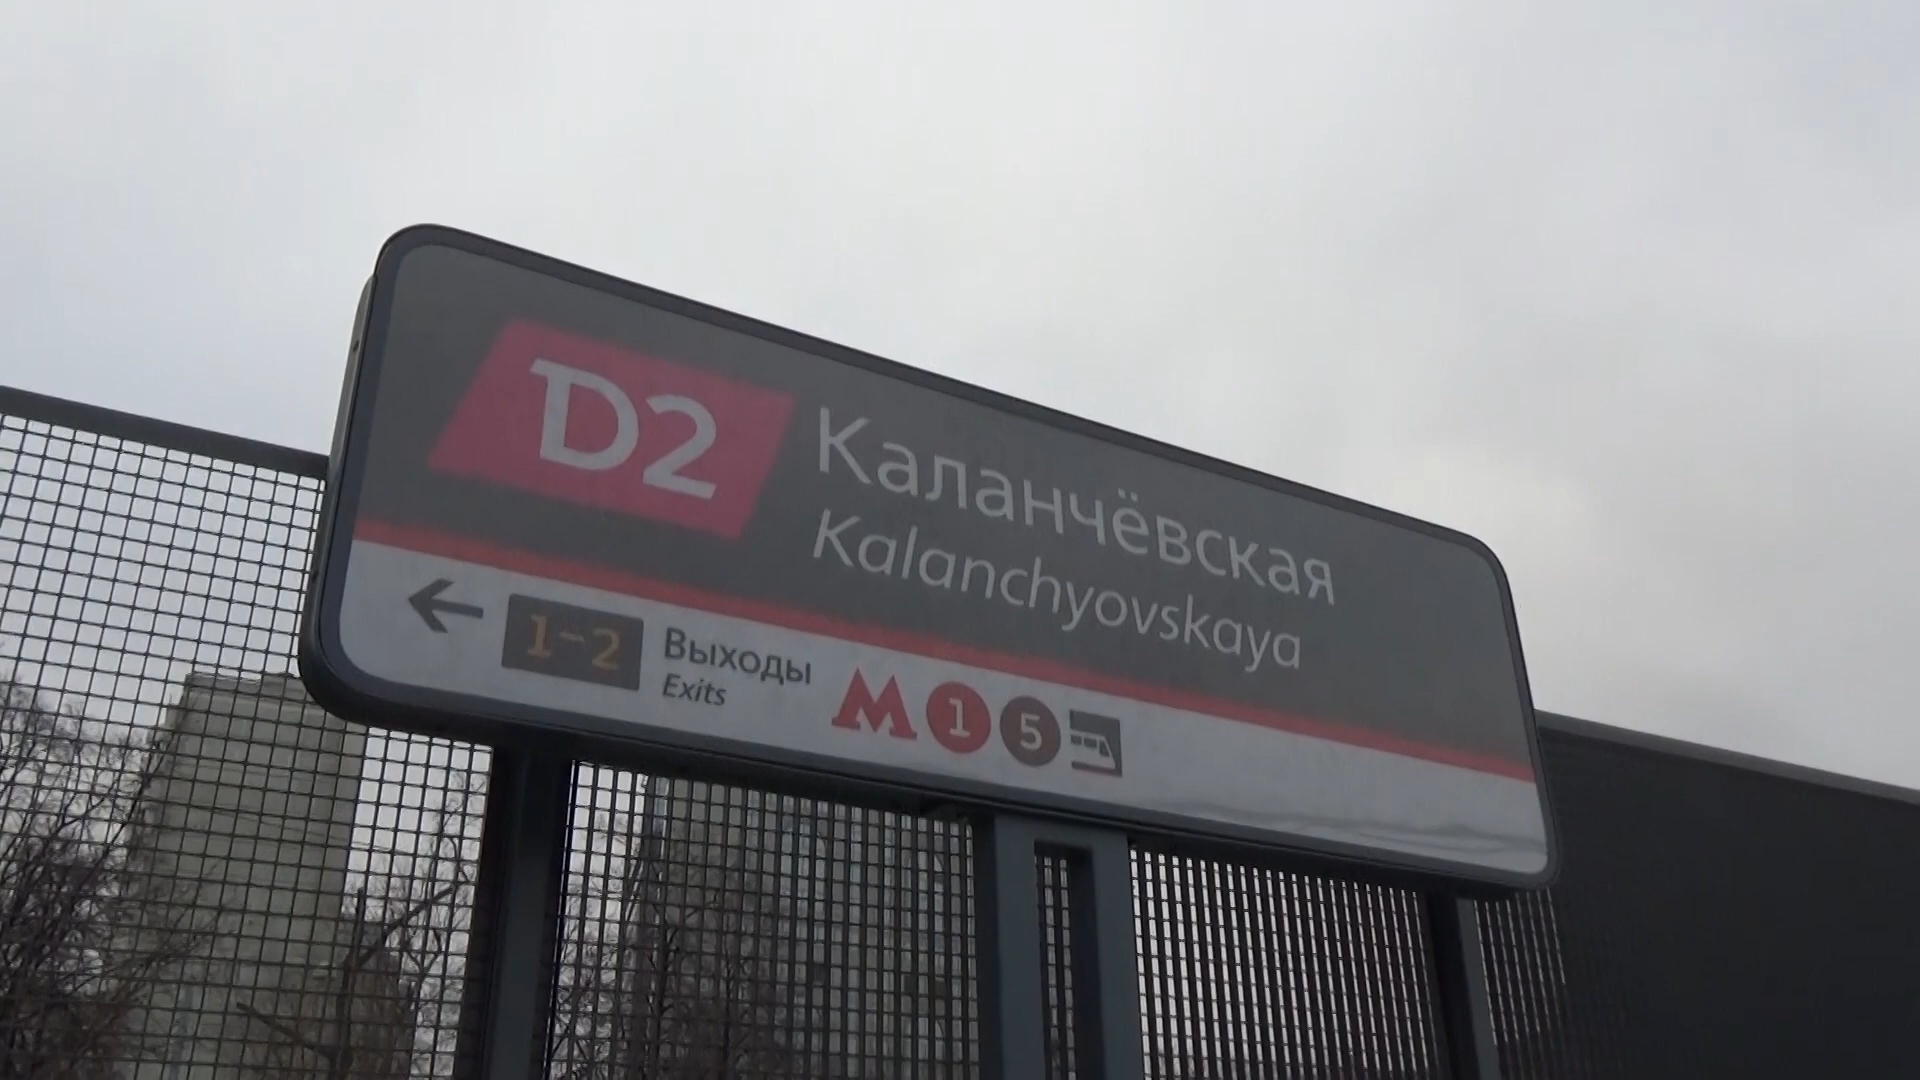 D2
Каланчёвская
Kalanchyovskaya
1-2
Выходы
Exits
М 1 5